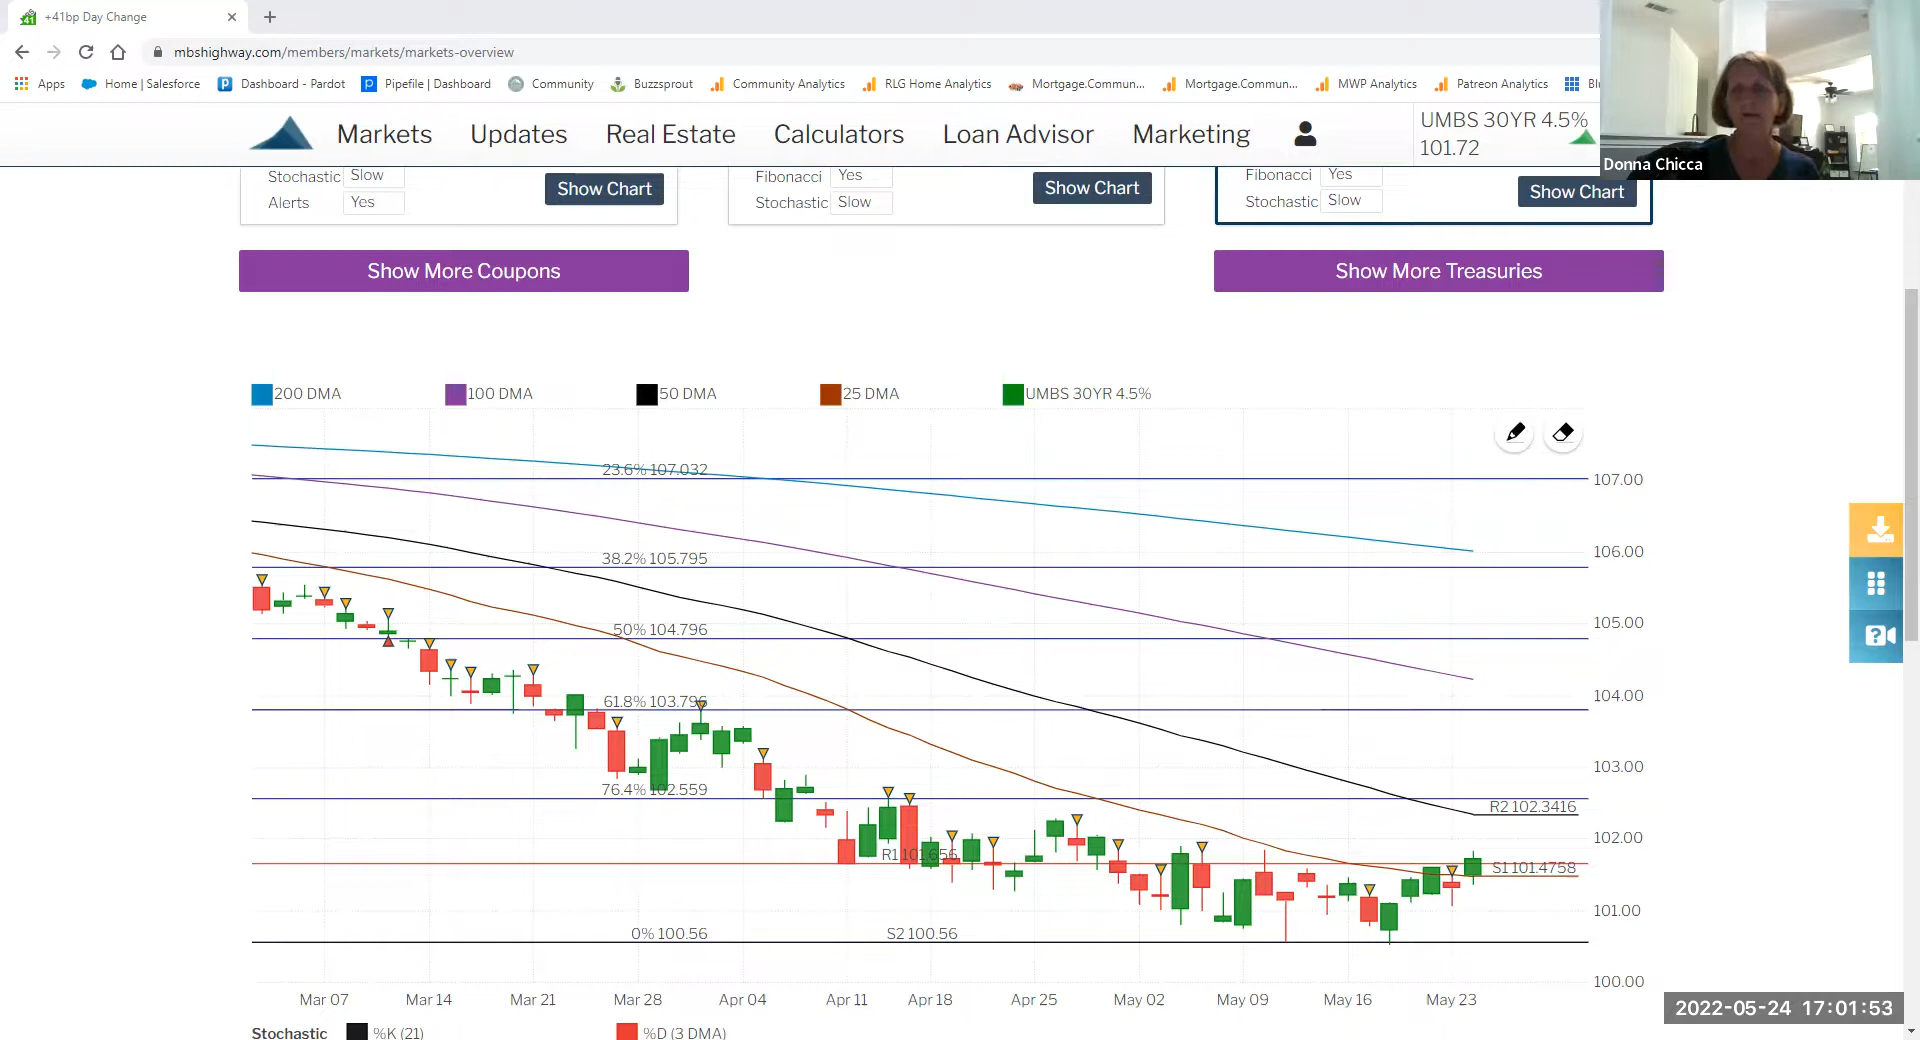 +41bp Day Change
mbshighway.com/members/markets/markets-overview
Apps Home | Salesforce Dashboard - Pardot Pipefile | Dashboard Community Buzzsprout Community Analytics RLG Home Analytics Mortgage.Commun... Mortgage.Commun... MWP Analytics Patreon Analytics Bl
Markets Updates Real Estate Calculators Loan Advisor Marketing
UMBS 30YR 4.5%
101.72
Donna Chicca
Stochastic Slow
Alerts Yes
Show Chart
Fibonacci Yes
Stochastic Slow
Show Chart
Fibonacci Yes
Stochastic Slow
Show Chart
Show More Coupons
Show More Treasuries
200 DMA 100 DMA 50 DMA 25 DMA UMBS 30YR 4.5%
23.6% 107.032
107.00
106.00
38.2% 105.795
105.00
50% 104.796
104.00
61.8% 103.796
103.00
76.4% 102.559
R2 102.3416
102.00
R1 101.656
S1 101.4758
101.00
0% 100.56
S2 100.56
100.00
Mar 07 Mar 14 Mar 21 Mar 28 Apr 04 Apr 11 Apr 18 Apr 25 May 02 May 09 May 16 May 23
2022-05-24 17:01:53
Stochastic %K (21) %D (3 DMA)